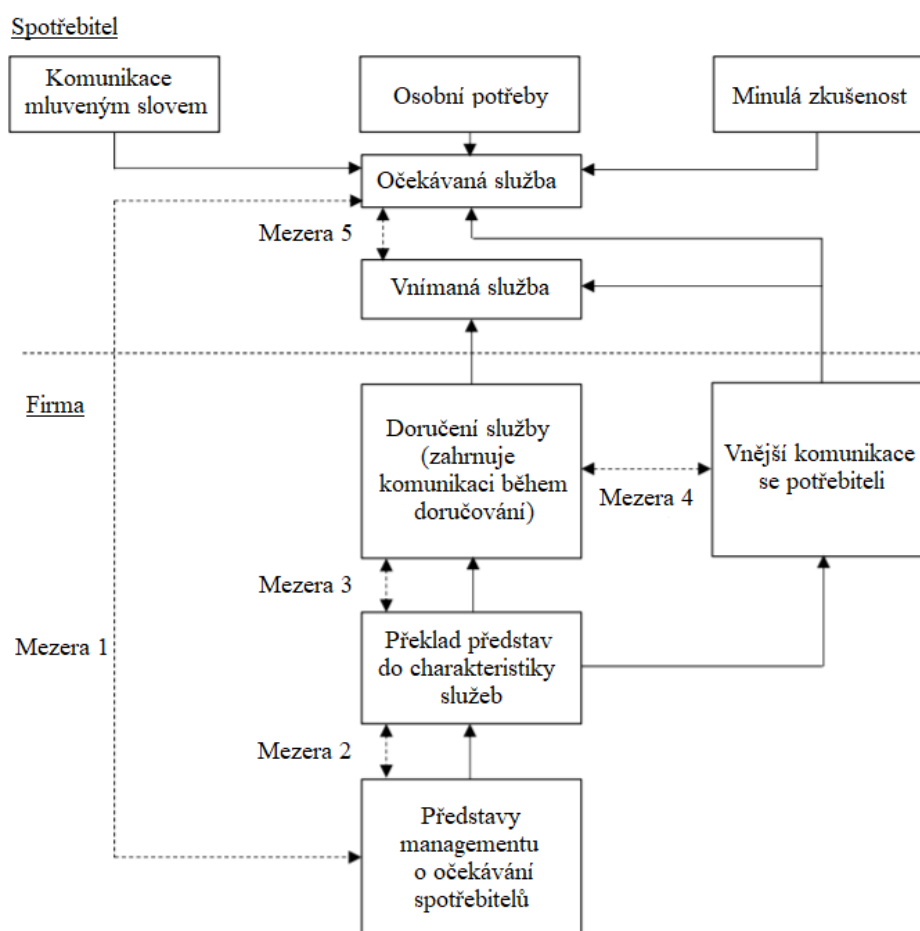 Spotřebitel
Komunikace
mluveným slovem
Osobní potřeby
Minulá zkušenost
Očekávaná služba
Mezera 5
Vnímaná služba
Firma
Doručení služby
(zahrnuje
komunikaci během
doručování)
Mezera 4
Vnější komunikace
se potřebiteli
Mezera 3
Mezera 1
Překlad představ
do charakteristiky
služeb
Mezera 2
Představy
managementu
o očekávání
spotřebitelů